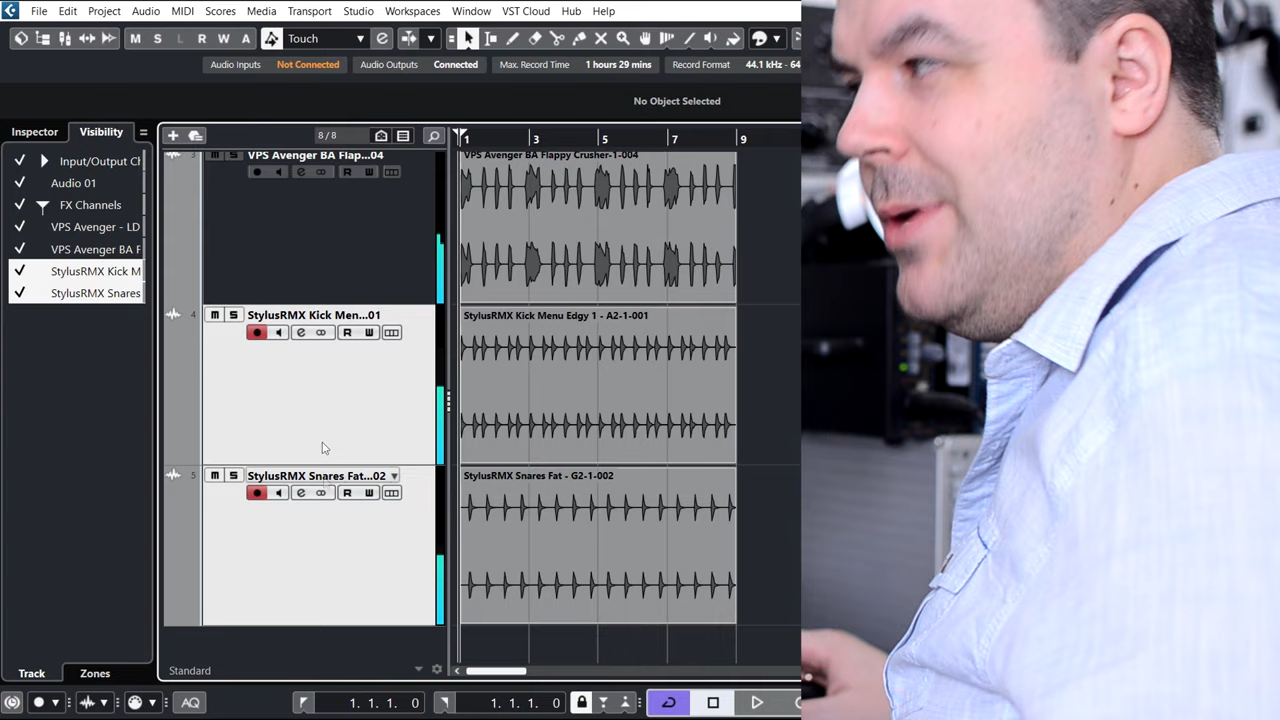 File Edit Project Audio MIDI Scores Media Transport Studio Workspaces Window VST Cloud Hub Help
M S L R W A Touch
Audio Inputs Not Connected Audio Outputs Connected Max. Record Time 1 hours 29 mins Record Format 44.1 kHz - 64
No Object Selected
Inspector Visibility
8/8
1 3 5 7 9
Input/Output Ch
Audio 01
FX Channels
VPS Avenger - LD
VPS Avenger BA F
StylusRMX Kick M
StylusRMX Snares
3 m s VPS Avenger BA Flap...04
R W
VPS Avenger BA Flappy Crusher-1-004
4 m s StylusRMX Kick Men...01
R W
StylusRMX Kick Menu Edgy 1 - A2-1-001
5 m s StylusRMX Snares Fat...02
R W
StylusRMX Snares Fat - G2-1-002
Standard
Track Zones
AQ 1. 1. 1. 0 1. 1. 1. 0